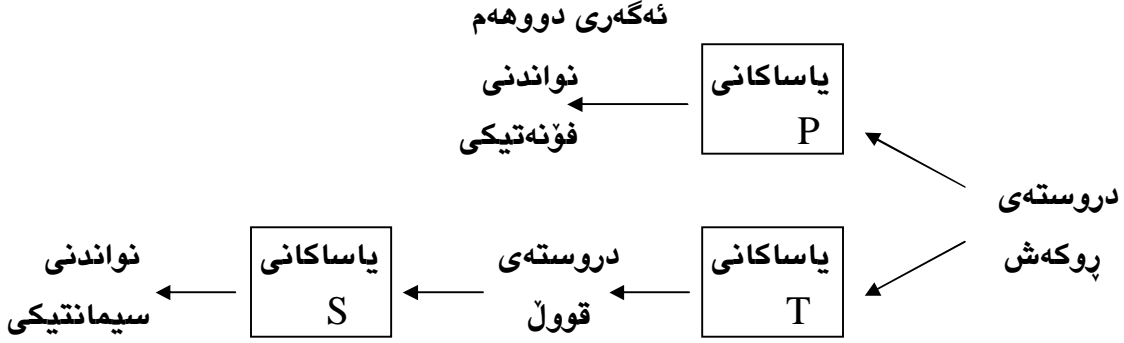 ئەگەری دووهەم
یاساکانی
P
نواندنی
فۆنەتیکی
دروستەی
ڕوکەش
یاساکانی
T
دروستەی
قووڵ
یاساکانی
S
نواندنی
سیمانتیکی